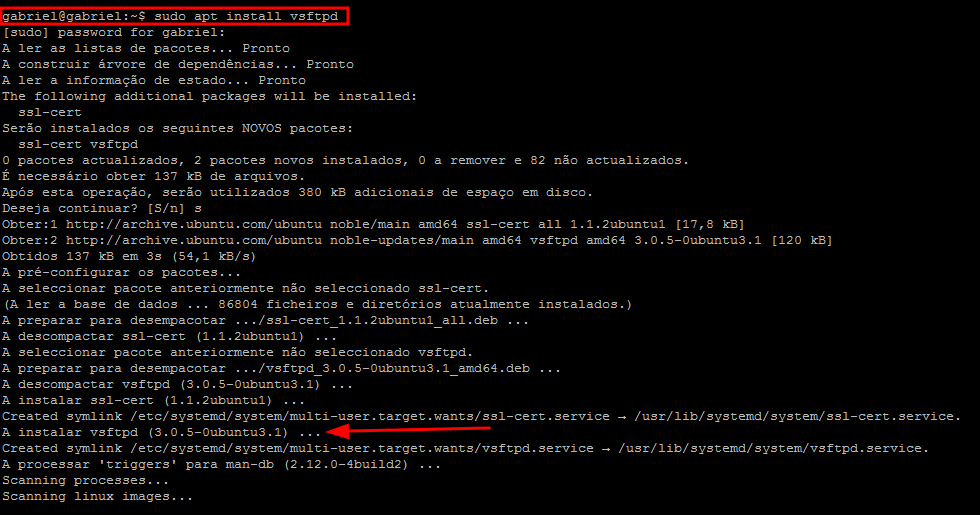 gabriel@gabriel:~$ sudo apt install vsftpd
[sudo] password for gabriel:
A ler as listas de pacotes... Pronto
A construir árvore de dependências... Pronto
A ler a informação de estado... Pronto
The following additional packages will be installed:
  ssl-cert
Serão instalados os seguintes NOVOS pacotes:
  ssl-cert vsftpd
0 pacotes actualizados, 2 pacotes novos instalados, 0 a remover e 82 não actualizados.
É necessário obter 137 kB de arquivos.
Após esta operação, serão utilizados 380 kB adicionais de espaço em disco.
Deseja continuar? [S/n] s
Obter:1 http://archive.ubuntu.com/ubuntu noble/main amd64 ssl-cert all 1.1.2ubuntu1 [17,8 kB]
Obter:2 http://archive.ubuntu.com/ubuntu noble-updates/main amd64 vsftpd amd64 3.0.5-0ubuntu3.1 [120 kB]
Obtidos 137 kB em 3s (54,1 kB/s)
A pré-configurar os pacotes...
A seleccionar pacote anteriormente não seleccionado ssl-cert.
(A ler a base de dados ... 86804 ficheiros e diretórios atualmente instalados.)
A preparar para desempacotar .../ssl-cert_1.1.2ubuntu1_all.deb ...
A descompactar ssl-cert (1.1.2ubuntu1) ...
A seleccionar pacote anteriormente não seleccionado vsftpd.
A preparar para desempacotar .../vsftpd_3.0.5-0ubuntu3.1_amd64.deb ...
A descompactar vsftpd (3.0.5-0ubuntu3.1) ...
A instalar ssl-cert (1.1.2ubuntu1) ...
Created symlink /etc/systemd/system/multi-user.target.wants/ssl-cert.service → /usr/lib/systemd/system/ssl-cert.service.
A instalar vsftpd (3.0.5-0ubuntu3.1) ...
Created symlink /etc/systemd/system/multi-user.target.wants/vsftpd.service → /usr/lib/systemd/system/vsftpd.service.
A processar 'triggers' para man-db (2.12.0-4build2) ...
Scanning processes...
Scanning linux images...